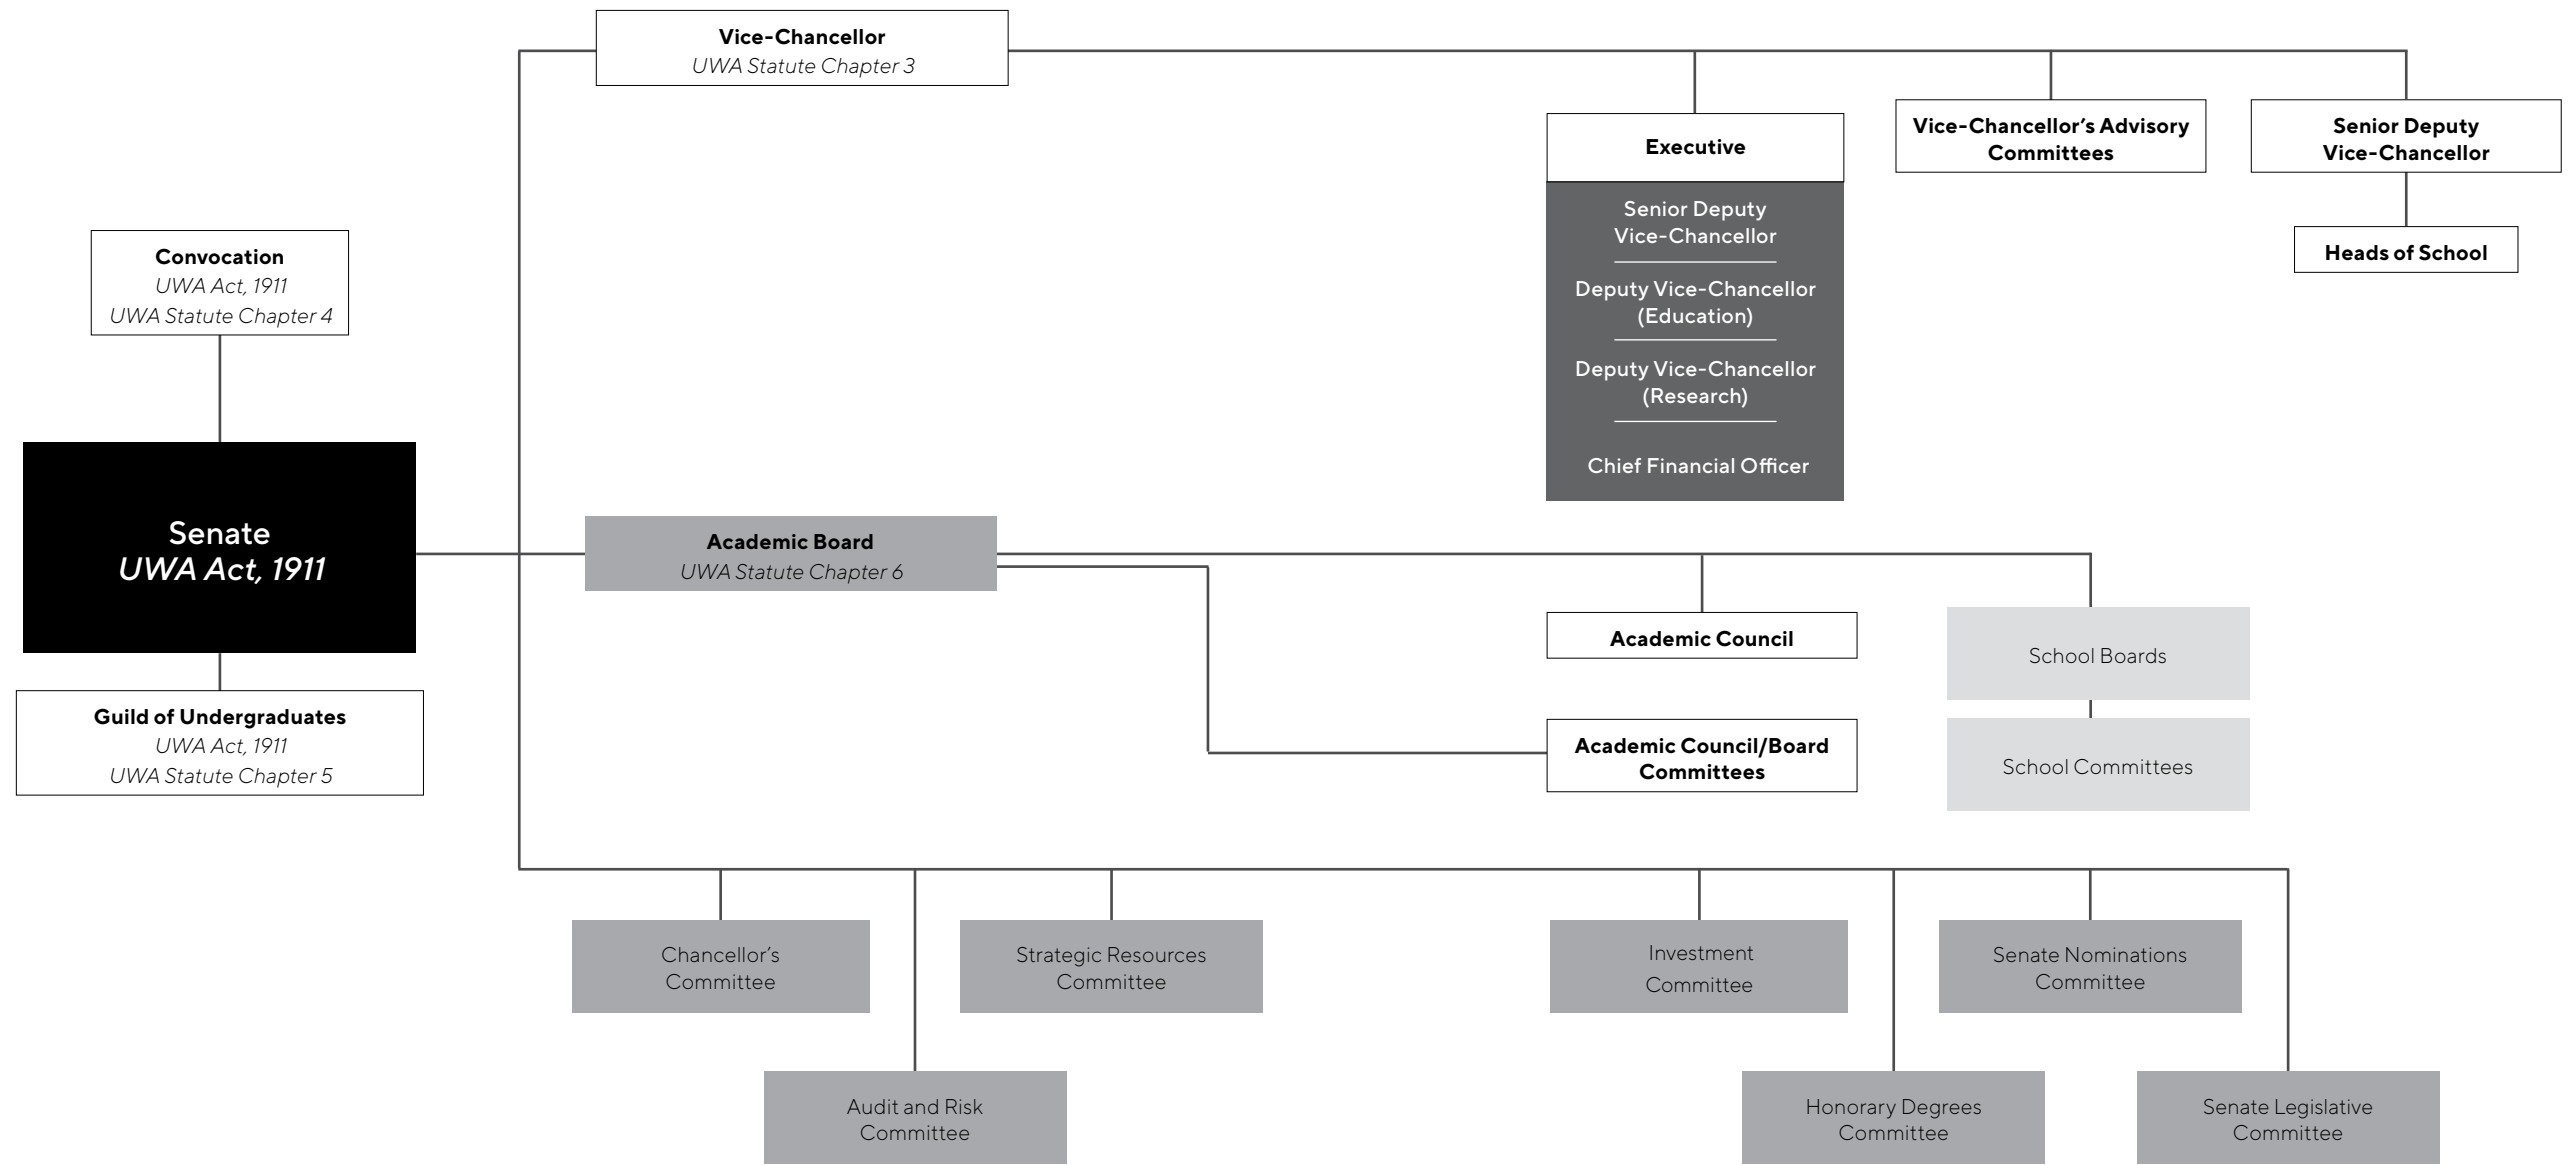 Vice-Chancellor
UWA Statute Chapter 3
Executive
Senior Deputy
Vice-Chancellor
Deputy Vice-Chancellor
(Education)
Deputy Vice-Chancellor
(Research)
Chief Financial Officer
Vice-Chancellor’s Advisory
Committees
Senior Deputy
Vice-Chancellor
Heads of School
Convocation
UWA Act, 1911
UWA Statute Chapter 4
Senate
UWA Act, 1911
Guild of Undergraduates
UWA Act, 1911
UWA Statute Chapter 5
Academic Board
UWA Statute Chapter 6
Academic Council
Academic Council/Board
Committees
School Boards
School Committees
Chancellor’s
Committee
Audit and Risk
Committee
Strategic Resources
Committee
Investment
Committee
Honorary Degrees
Committee
Senate Nominations
Committee
Senate Legislative
Committee